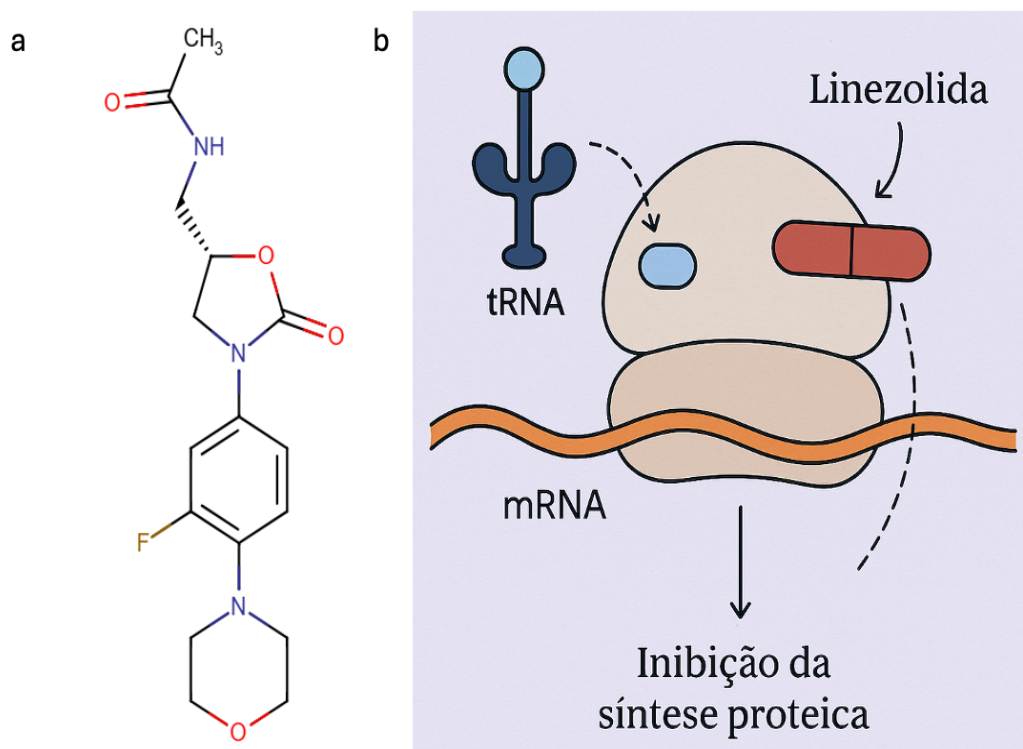 a
CH3
O
NH
O
O
N
F
N
O
b
Linezolida
tRNA
mRNA
Inibição da
síntese proteica